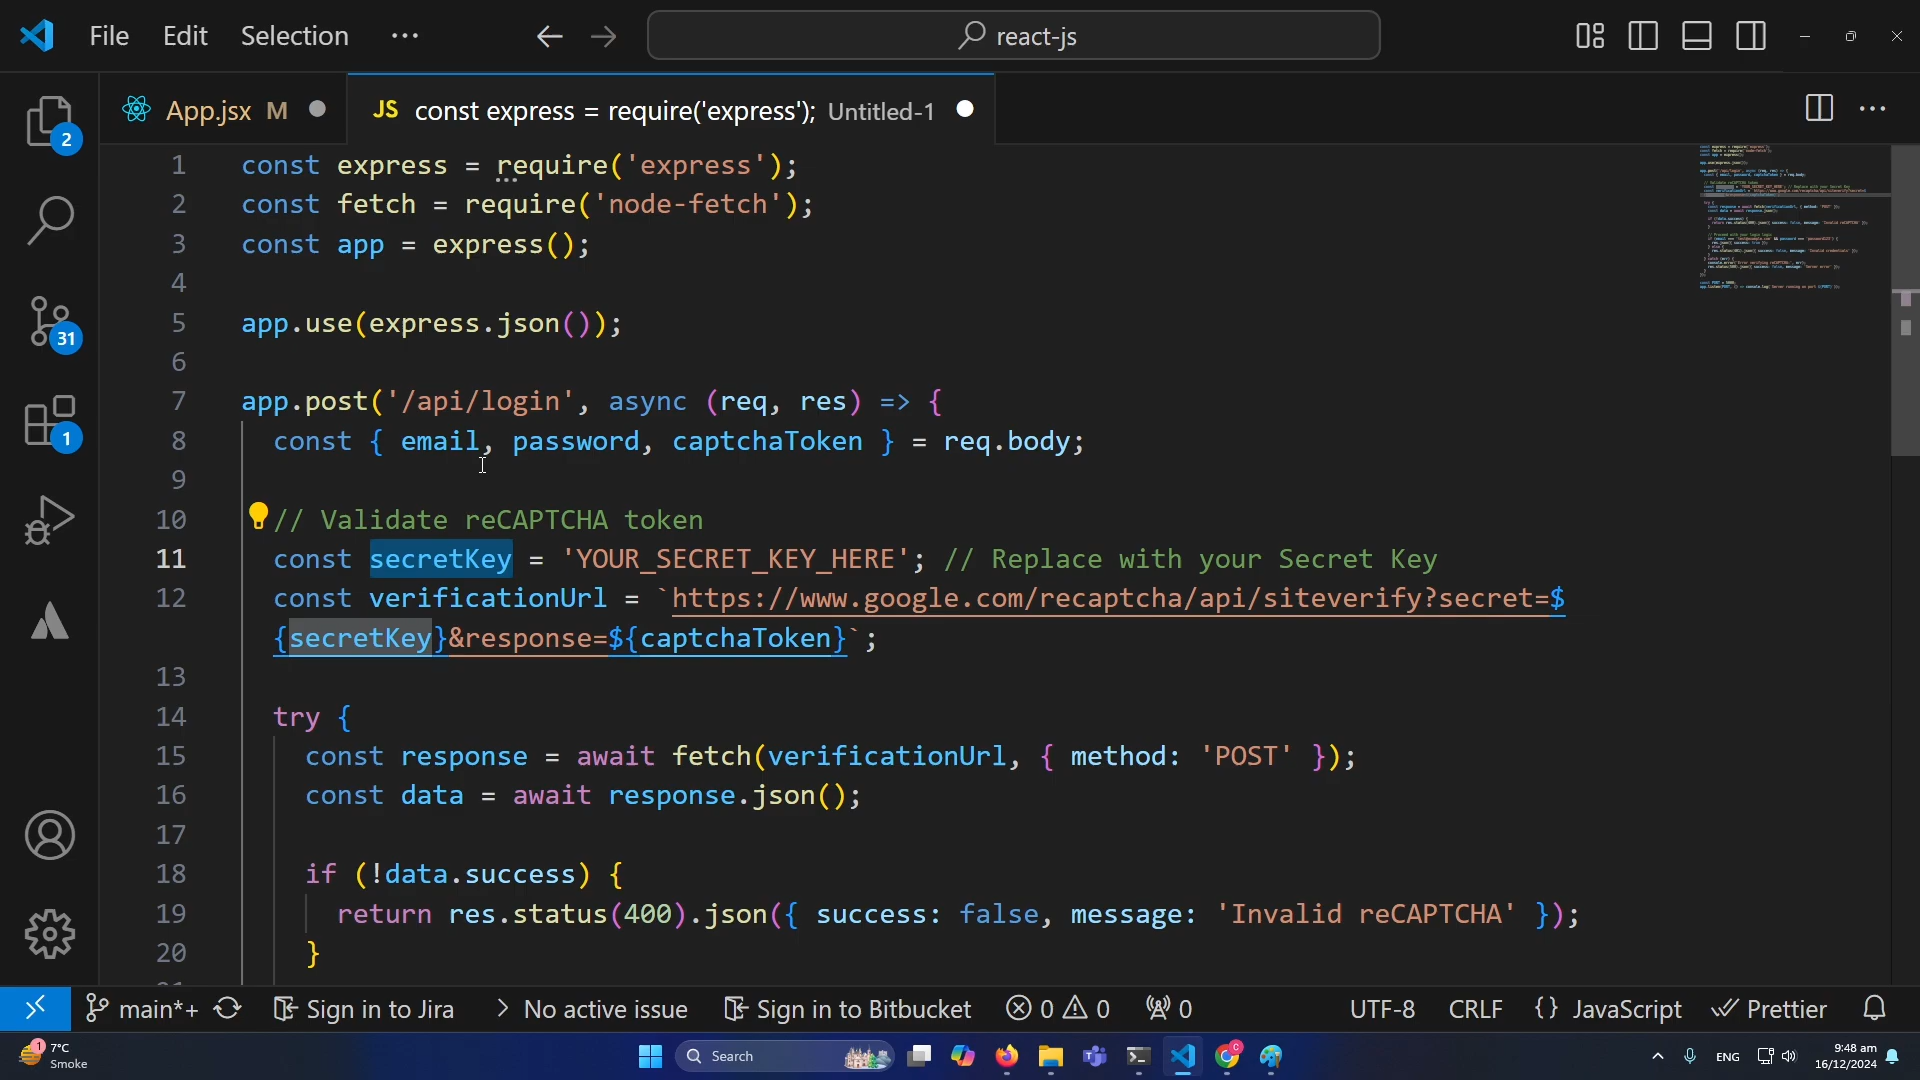 File Edit Selection ··· react-js
App.jsx M JS const express = require('express'); Untitled-1 ···
1 const express = require('express');
2 const fetch = require('node-fetch');
3 const app = express();
4
5 app.use(express.json());
6
7 app.post('/api/login', async (req, res) => {
8 const { email, password, captchaToken } = req.body;
9
10 // Validate reCAPTCHA token
11 const secretKey = 'YOUR_SECRET_KEY_HERE'; // Replace with your Secret Key
12 const verificationUrl = `https://www.google.com/recaptcha/api/siteverify?secret=$
{secretKey}&response=${captchaToken}`;
13
14 try {
15 const response = await fetch(verificationUrl, { method: 'POST' });
16 const data = await response.json();
17
18 if (!data.success) {
19 return res.status(400).json({ success: false, message: 'Invalid reCAPTCHA' });
20 }
2
31
1
main*+ Sign in to Jira > No active issue Sign in to Bitbucket 0 0 0 UTF-8 CRLF {} JavaScript Prettier
1 7°C
Smoke
Search
C
ENG
9:48 am
16/12/2024